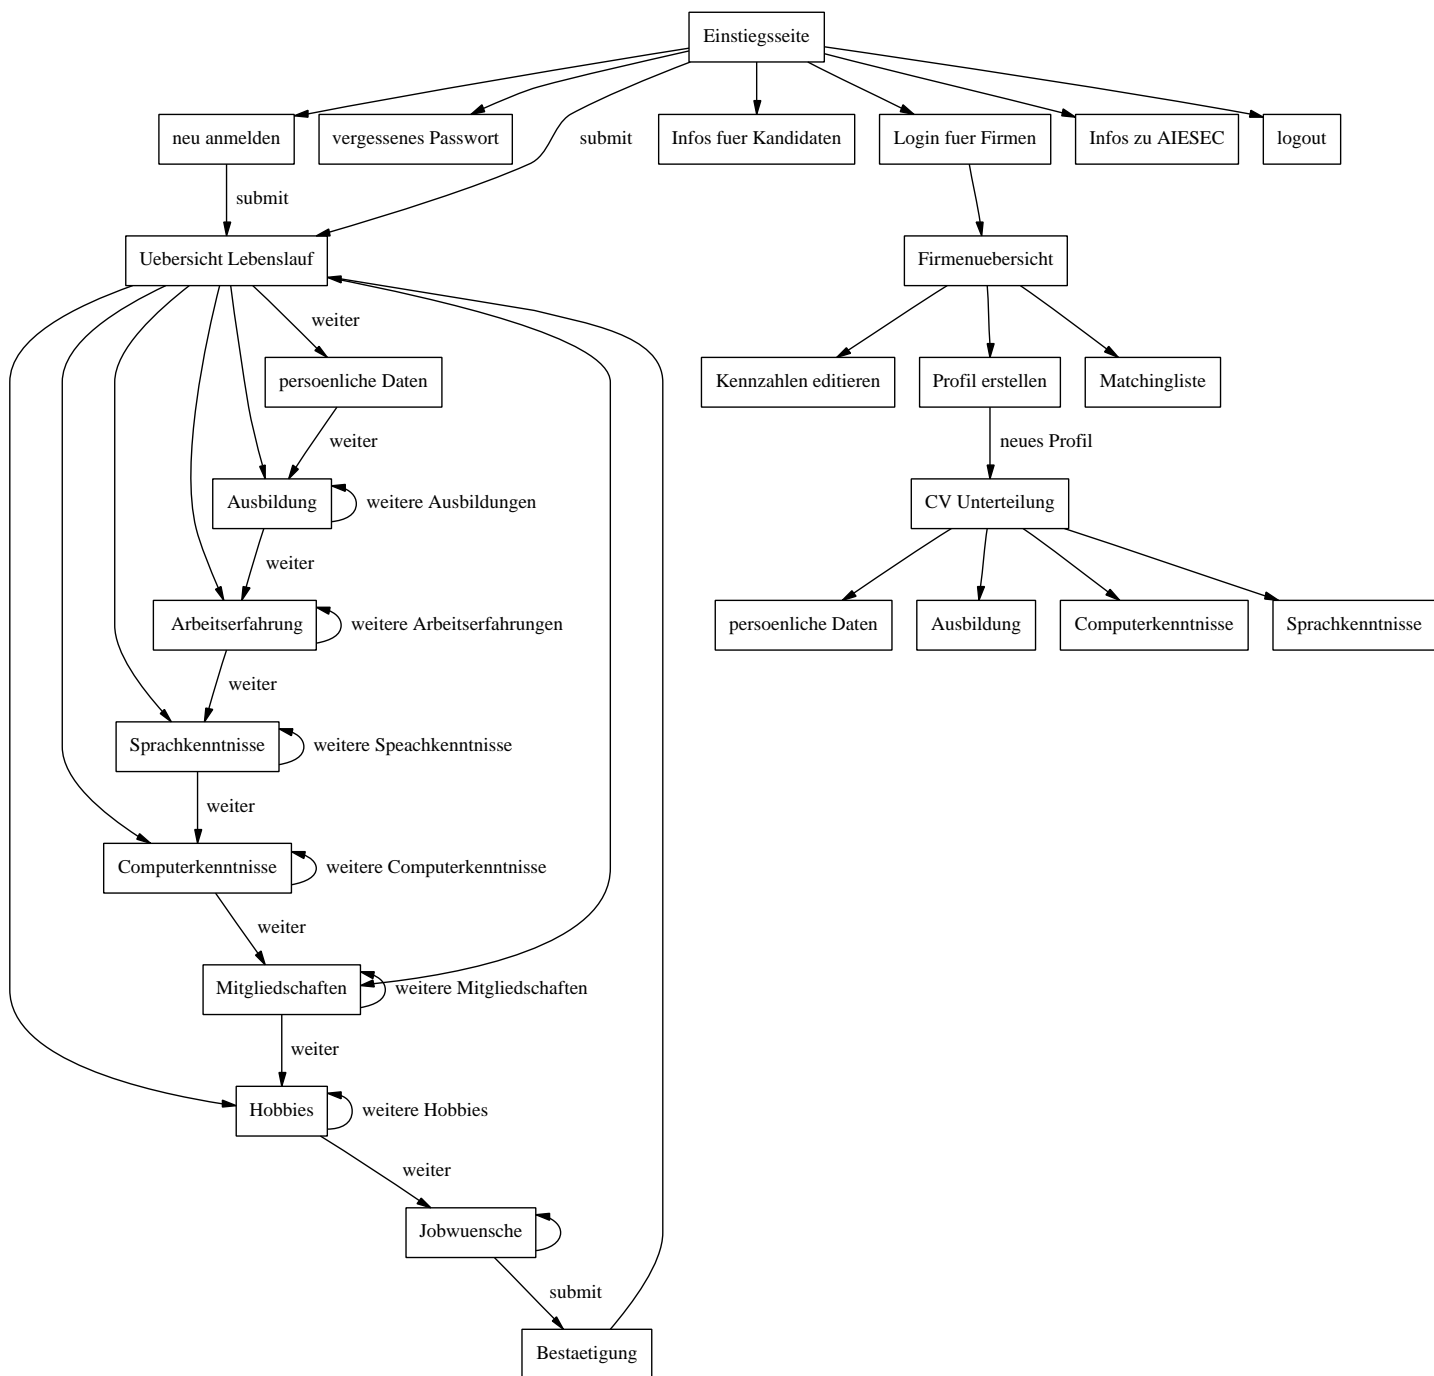 Einstiegsseite
neu anmelden
vergessenes Passwort
submit
Infos fuer Kandidaten
Login fuer Firmen
Infos zu AIESEC
logout
submit
Uebersicht Lebenslauf
Firmenuebersicht
weiter
persoenliche Daten
Kennzahlen editieren
Profil erstellen
Matchingliste
weiter
neues Profil
Ausbildung
weitere Ausbildungen
CV Unterteilung
weiter
Arbeitserfahrung
weitere Arbeitserfahrungen
persoenliche Daten
Ausbildung
Computerkenntnisse
Sprachkenntnisse
weiter
Sprachkenntnisse
weitere Speachkenntnisse
weiter
Computerkenntnisse
weitere Computerkenntnisse
weiter
Mitgliedschaften
weitere Mitgliedschaften
weiter
Hobbies
weitere Hobbies
weiter
Jobwuensche
submit
Bestaetigung